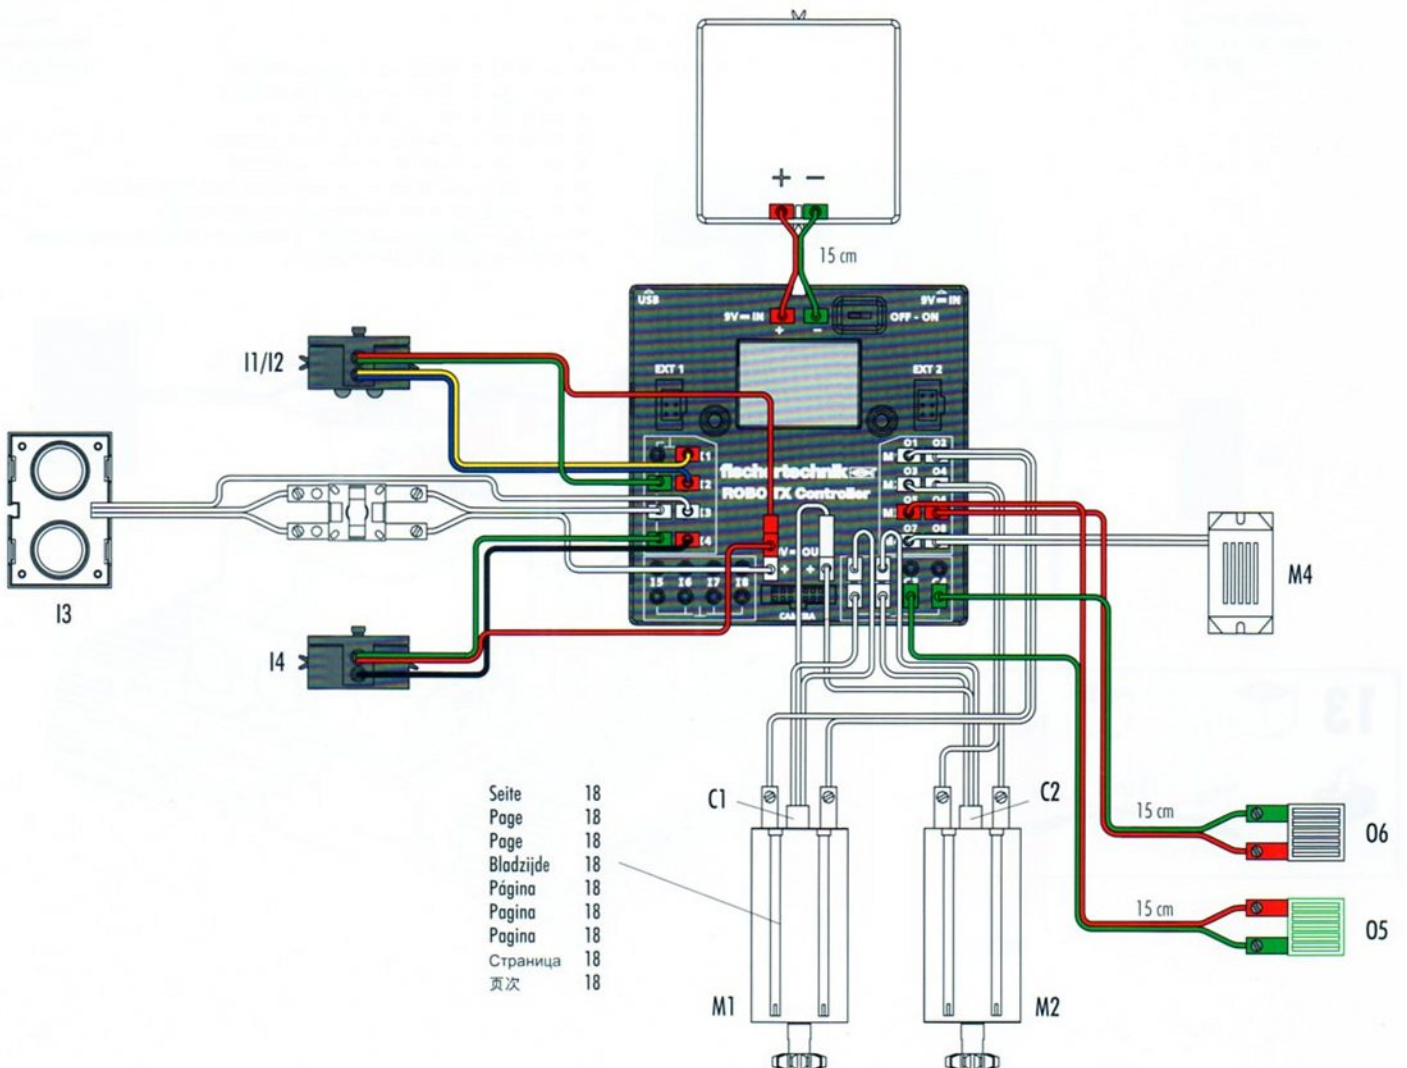 + −
15 cm
USB
9V IN
9V IN
+ −
OFF - ON
EXT 1
EXT 2
I1/I2
I1
I2
I3
I4
fischertechnik
ROBO TX Controller
O1 O2
O3 O4
O5 O6
O7 O8
+ +
I5 I6 I7 I8
I3
I4
M4
13
Seite 18
Page 18
Page 18
Bladzijde 18
Página 18
Pagina 18
Pagina 18
Страница 18
页次 18
C1
C2
15 cm
O6
15 cm
O5
M1
M2